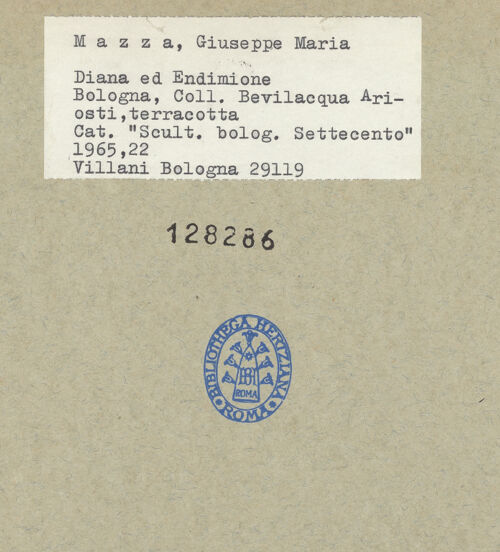 M a z z a, Giuseppe Maria
Diana ed Endimione
Bologna, Coll. Bevilacqua Ari-
osti,terracotta
Cat. "Scult. bolog. Settecento"
1965,22
Villani Bologna 29119
128286
BIBLIOTHECA HERTZIANA
BH
ROMA
• ROMA •